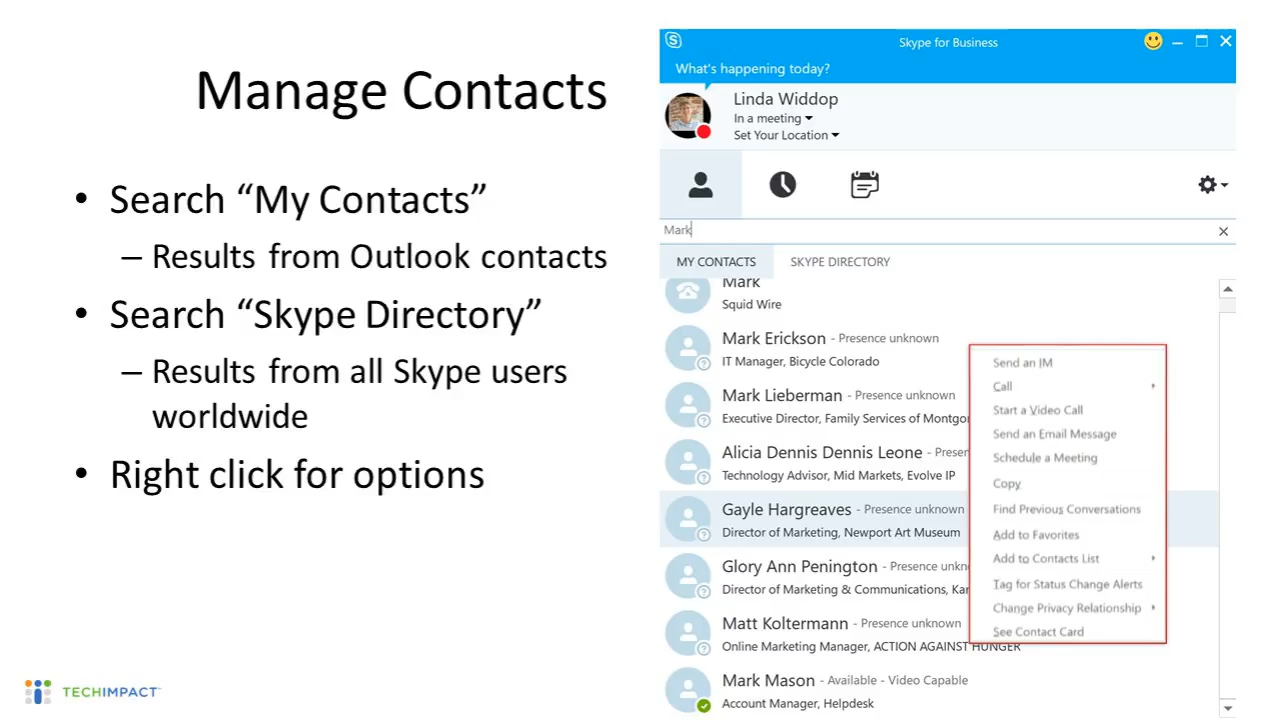 Manage Contacts
• Search “My Contacts”
– Results from Outlook contacts
• Search “Skype Directory”
– Results from all Skype users
worldwide
• Right click for options
TECHIMPACT
Skype for Business
What's happening today?
Linda Widdop
In a meeting
Set Your Location
Mark
MY CONTACTS SKYPE DIRECTORY
Mark
Squid Wire
Mark Erickson - Presence unknown
IT Manager, Bicycle Colorado
Mark Lieberman - Presence unknown
Executive Director, Family Services of Montgo
Alicia Dennis Dennis Leone - Presen
Technology Advisor, Mid Markets, Evolve IP
Gayle Hargreaves - Presence unknown
Director of Marketing, Newport Art Museum
Glory Ann Penington - Presence unkn
Director of Marketing & Communications, Kar
Matt Koltermann - Presence unknown
Online Marketing Manager, ACTION AGAINST HUNGER
Mark Mason - Available - Video Capable
Account Manager, Helpdesk
Send an IM
Call
Start a Video Call
Send an Email Message
Schedule a Meeting
Copy
Find Previous Conversations
Add to Favorites
Add to Contacts List
Tag for Status Change Alerts
Change Privacy Relationship
See Contact Card